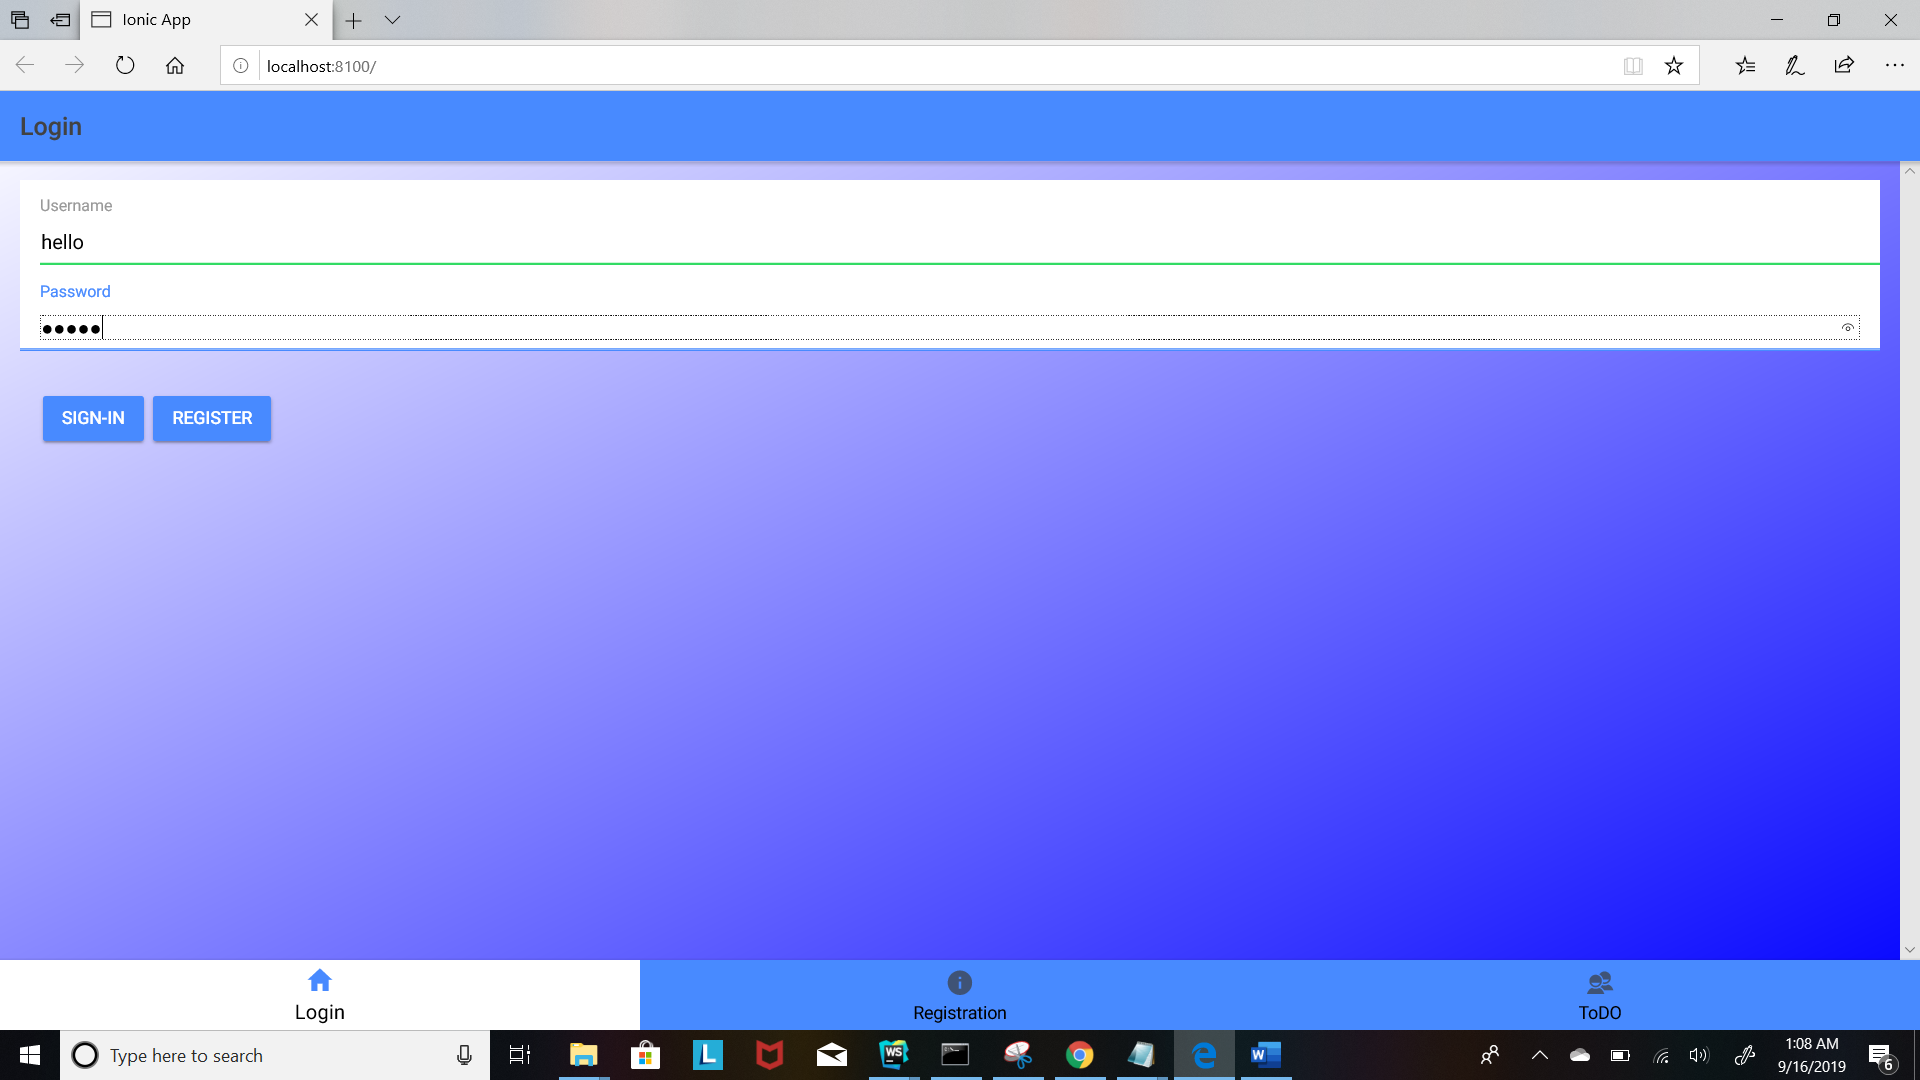 Ionic App
localhost:8100/
Login
Username
hello
Password
SIGN-IN REGISTER
Login
Registration
ToDO
Type here to search
L
WS
W
1:08 AM
9/16/2019
6